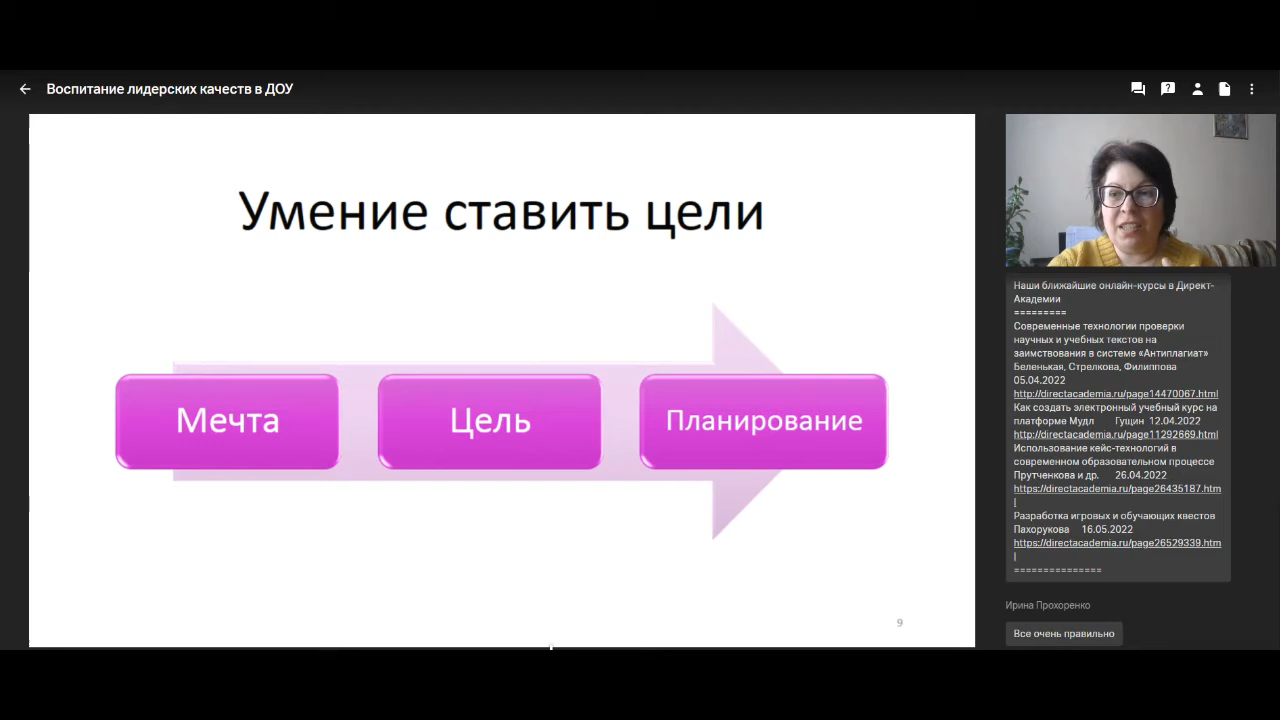 Воспитание лидерских качеств в ДОУ
Умение ставить цели
Мечта
Цель
Планирование
9
Наши ближайшие онлайн-курсы в Директ-
Академии
=========
Современные технологии проверки
научных и учебных текстов на
заимствования в системе «Антиплагиат»
Беленькая, Стрелкова, Филиппова
05.04.2022
http://directacademia.ru/page14470067.html
Как создать электронный учебный курс на
платформе Мудл Гущин 12.04.2022
http://directacademia.ru/page11292669.html
Использование кейс-технологий в
современном образовательном процессе
Прутченкова и др. 26.04.2022
https://directacademia.ru/page26435187.htm
l
Разработка игровых и обучающих квестов
Пахорукова 16.05.2022
https://directacademia.ru/page26529339.htm
l
===============
Ирина Прохоренко
Все очень правильно